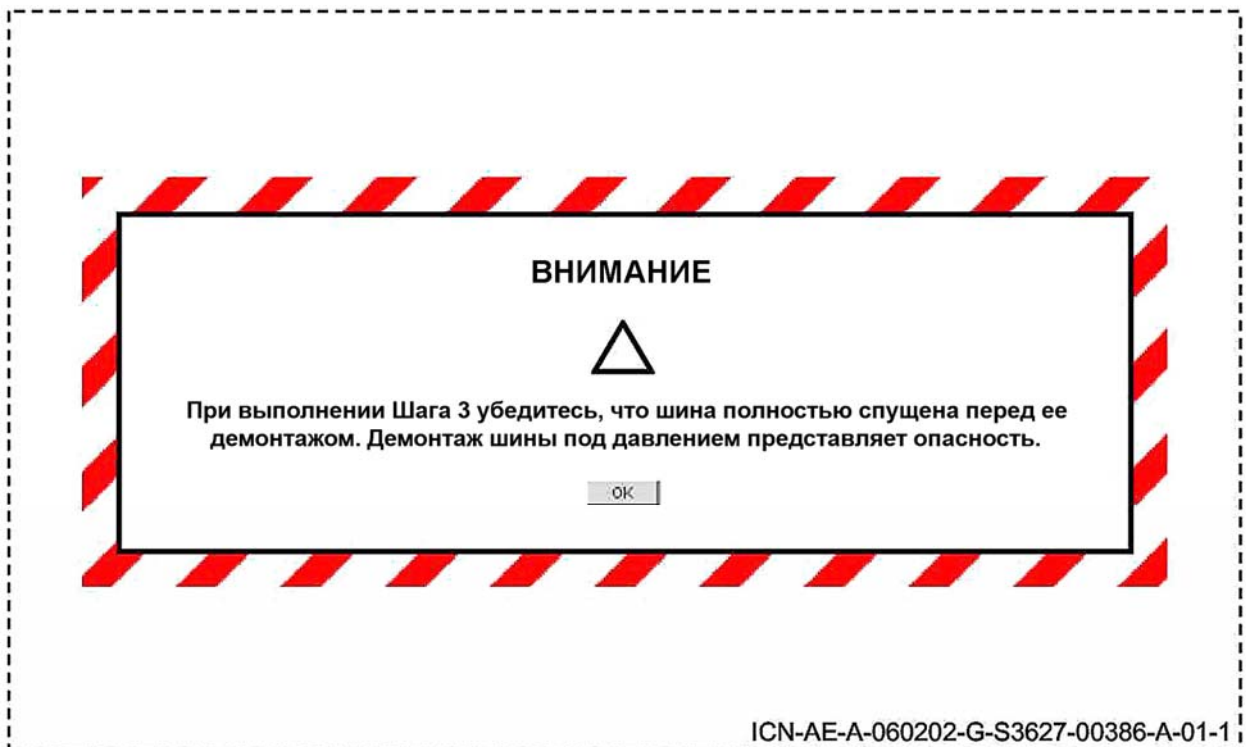 ВНИМАНИЕ
При выполнении Шага 3 убедитесь, что шина полностью спущена перед ее
демонтажом. Демонтаж шины под давлением представляет опасность.
OK
ICN-AE-A-060202-G-S3627-00386-A-01-1